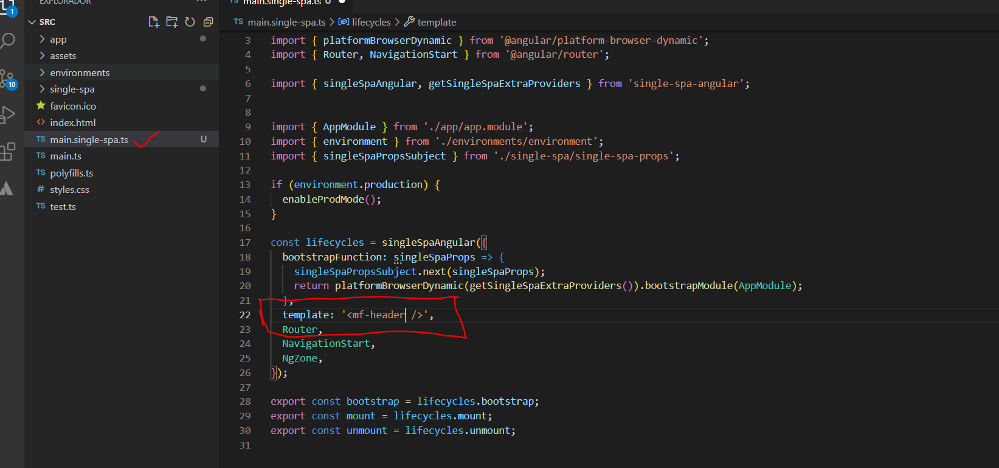 EXPLORADOR ...
main.single-spa.ts U
1
SRC
TS main.single-spa.ts > lifecycles > template
app
assets
environments
single-spa
favicon.ico
<> index.html
TS main.single-spa.ts U
TS main.ts
TS polyfills.ts
# styles.css
TS test.ts
10
3 import { platformBrowserDynamic } from '@angular/platform-browser-dynamic';
4 import { Router, NavigationStart } from '@angular/router';
5
6 import { singleSpaAngular, getSingleSpaExtraProviders } from 'single-spa-angular';
7
8
9 import { AppModule } from './app/app.module';
10 import { environment } from './environments/environment';
11 import { singleSpaPropsSubject } from './single-spa/single-spa-props';
12
13 if (environment.production) {
14 enableProdMode();
15 }
16
17 const lifecycles = singleSpaAngular({
18 bootstrapFunction: singleSpaProps => {
19 singleSpaPropsSubject.next(singleSpaProps);
20 return platformBrowserDynamic(getSingleSpaExtraProviders()).bootstrapModule(AppModule);
21 },
22 template: '<mf-header />',
23 Router,
24 NavigationStart,
25 NgZone,
26 });
27
28 export const bootstrap = lifecycles.bootstrap;
29 export const mount = lifecycles.mount;
30 export const unmount = lifecycles.unmount;
31